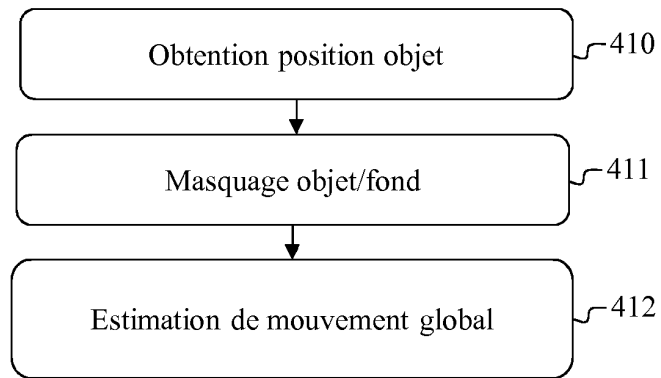 Obtention position objet
410
Masquage objet/fond
411
Estimation de mouvement global
412